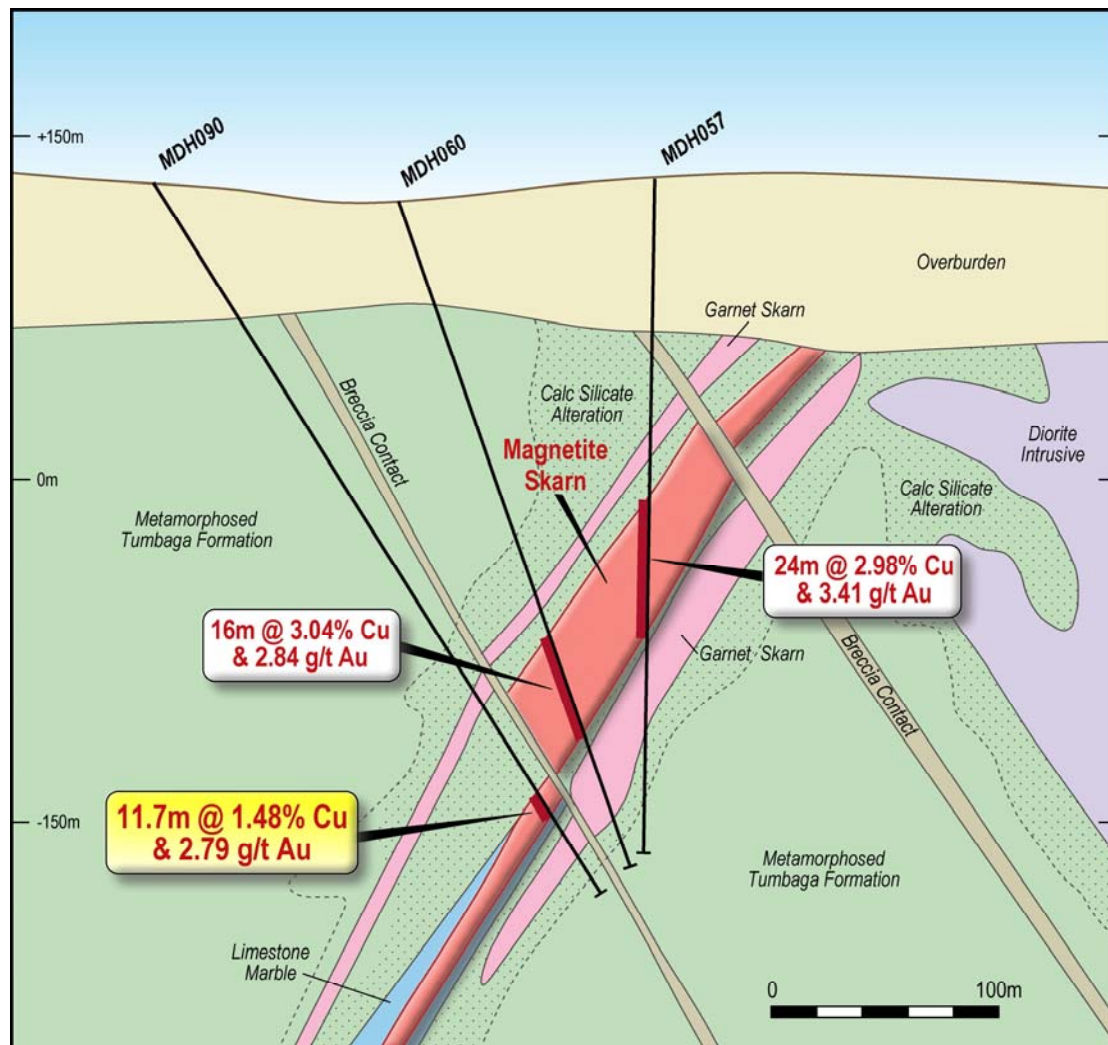 +150m
MDH090
MDH060
MDH057
Overburden
Garnet Skarn
Breccia Contact
Calc Silicate
Alteration
Diorite
Intrusive
Magnetite
Skarn
0m
Calc Silicate
Alteration
Metamorphosed
Tumbaga Formation
24m @ 2.98% Cu
& 3.41 g/t Au
16m @ 3.04% Cu
& 2.84 g/t Au
Garnet Skarn
Breccia Contact
-150m
11.7m @ 1.48% Cu
& 2.79 g/t Au
Metamorphosed
Tumbaga Formation
Limestone
Marble
0
100m